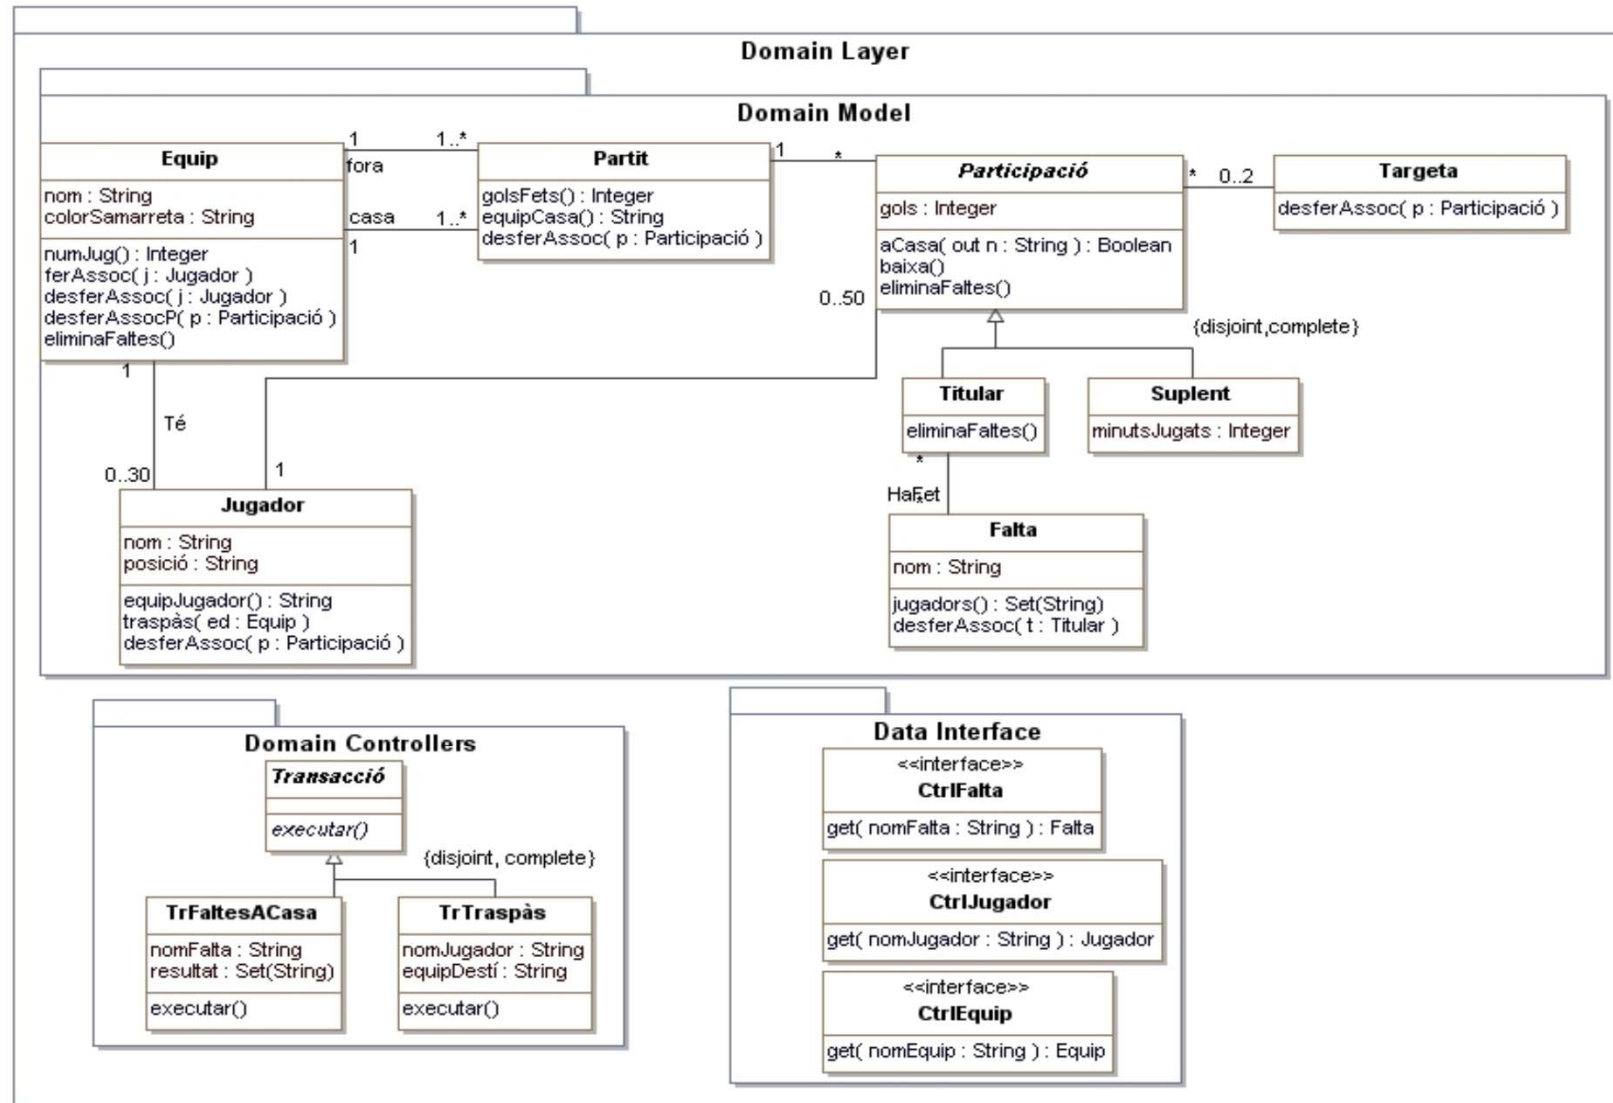 Domain Layer
Domain Model
Equip
nom : String
colorSamarreta : String
numJug() : Integer
ferAssoc( j : Jugador )
desferAssoc( j : Jugador )
desferAssocP( p : Participació )
eliminaFaltes()
1
1..*
fora
casa
1..*
1
Partit
golsFets() : Integer
equipCasa() : String
desferAssoc( p : Participació )
1
*
Participació
gols : Integer
aCasa( out n : String ) : Boolean
baixa()
eliminaFaltes()
*
0..2
Targeta
desferAssoc( p : Participació )
0..50
{disjoint,complete}
1
Té
0..30
1
Titular
eliminaFaltes()
Suplent
minutsJugats : Integer
*
HaFet
*
Jugador
nom : String
posició : String
equipJugador() : String
traspàs( ed : Equip )
desferAssoc( p : Participació )
Falta
nom : String
jugadors() : Set(String)
desferAssoc( t : Titular )
Domain Controllers
Transacció
executar()
{disjoint, complete}
TrFaltesACasa
nomFalta : String
resultat : Set(String)
executar()
TrTraspàs
nomJugador : String
equipDestí : String
executar()
Data Interface
<<interface>>
CtrlFalta
get( nomFalta : String ) : Falta
<<interface>>
CtrlJugador
get( nomJugador : String ) : Jugador
<<interface>>
CtrlEquip
get( nomEquip : String ) : Equip